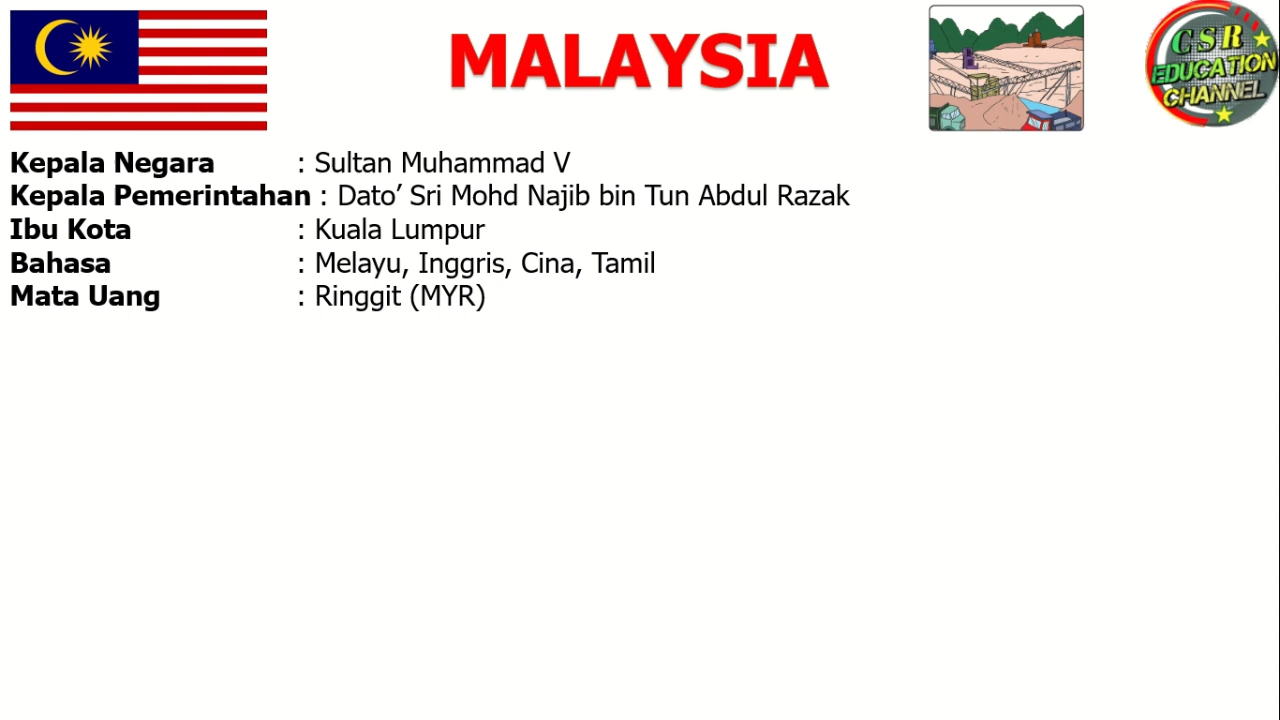 MALAYSIA
CSR
EDUCATION
CHANNEL
Kepala Negara : Sultan Muhammad V
Kepala Pemerintahan : Dato’ Sri Mohd Najib bin Tun Abdul Razak
Ibu Kota : Kuala Lumpur
Bahasa : Melayu, Inggris, Cina, Tamil
Mata Uang : Ringgit (MYR)